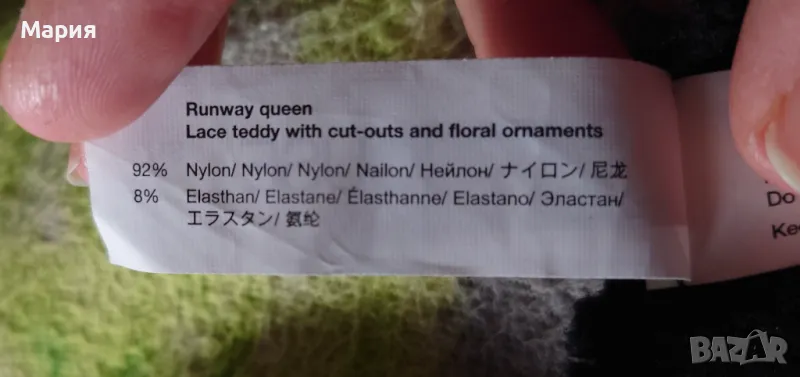 Мария
Runway queen
Lace teddy with cut-outs and floral ornaments
92% Nylon/ Nylon/ Nylon/ Nailon/ Нейлон/ ナイロン/ 尼龙
8% Elasthan/ Elastane/ Élasthanne/ Elastano/ Эластан/
エラスタン/ 氨纶
Do
Kee
BAZAR